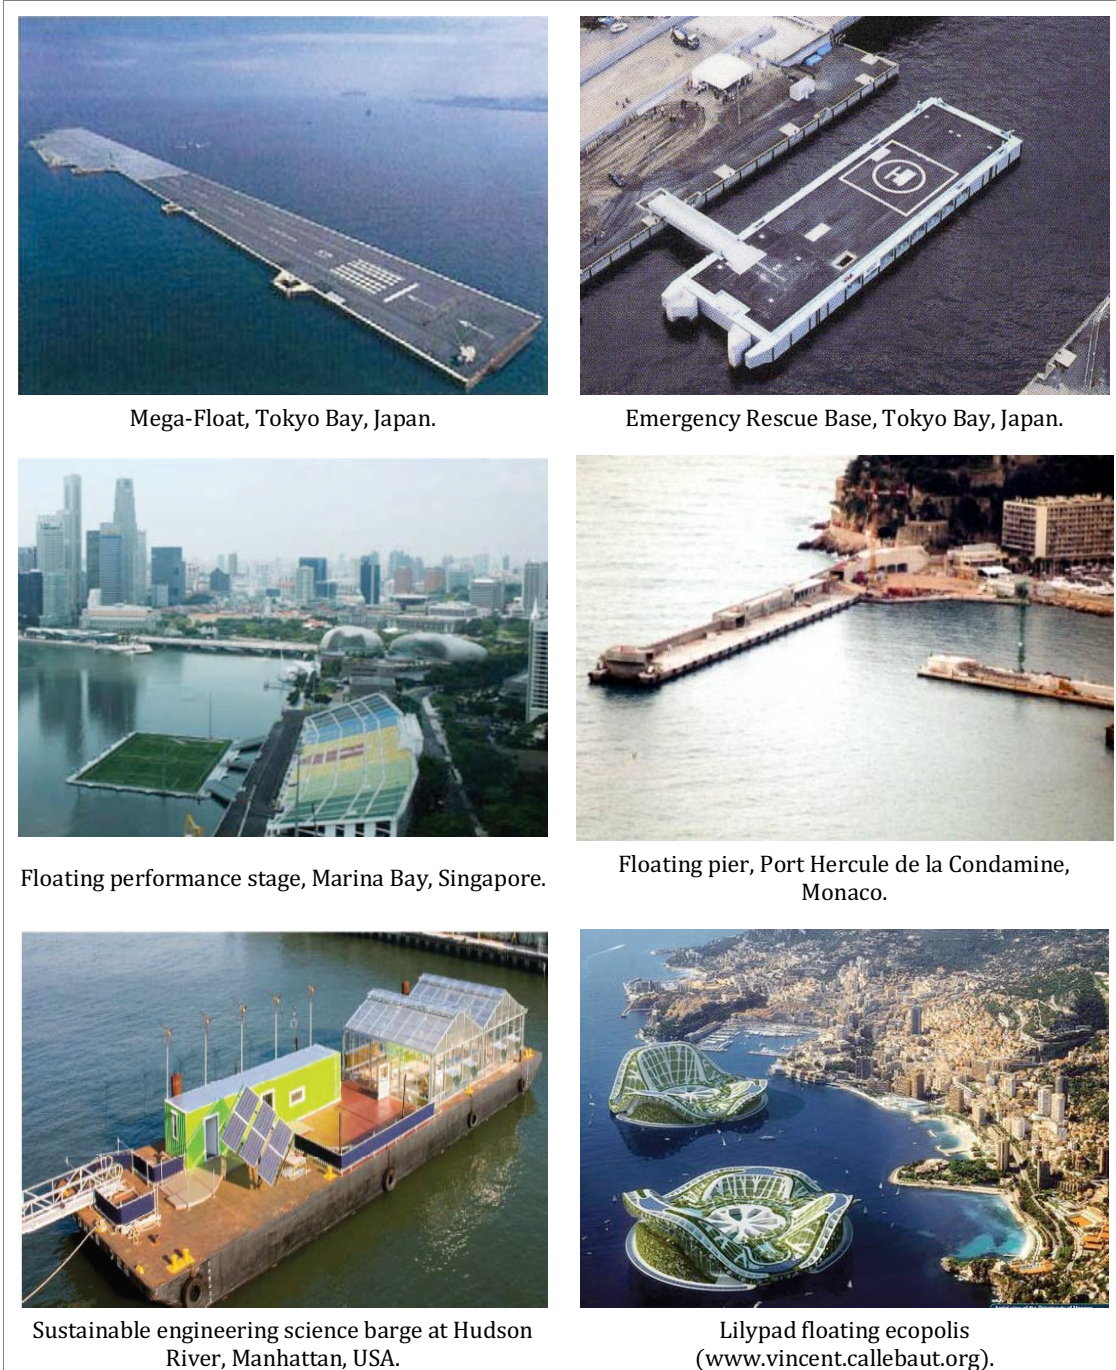 H
Mega-Float, Tokyo Bay, Japan.
Emergency Rescue Base, Tokyo Bay, Japan.
Floating performance stage, Marina Bay, Singapore.
Floating pier, Port Hercule de la Condamine,
Monaco.
Sustainable engineering science barge at Hudson
River, Manhattan, USA.
Lilypad floating ecopolis
(www.vincent.callebaut.org).